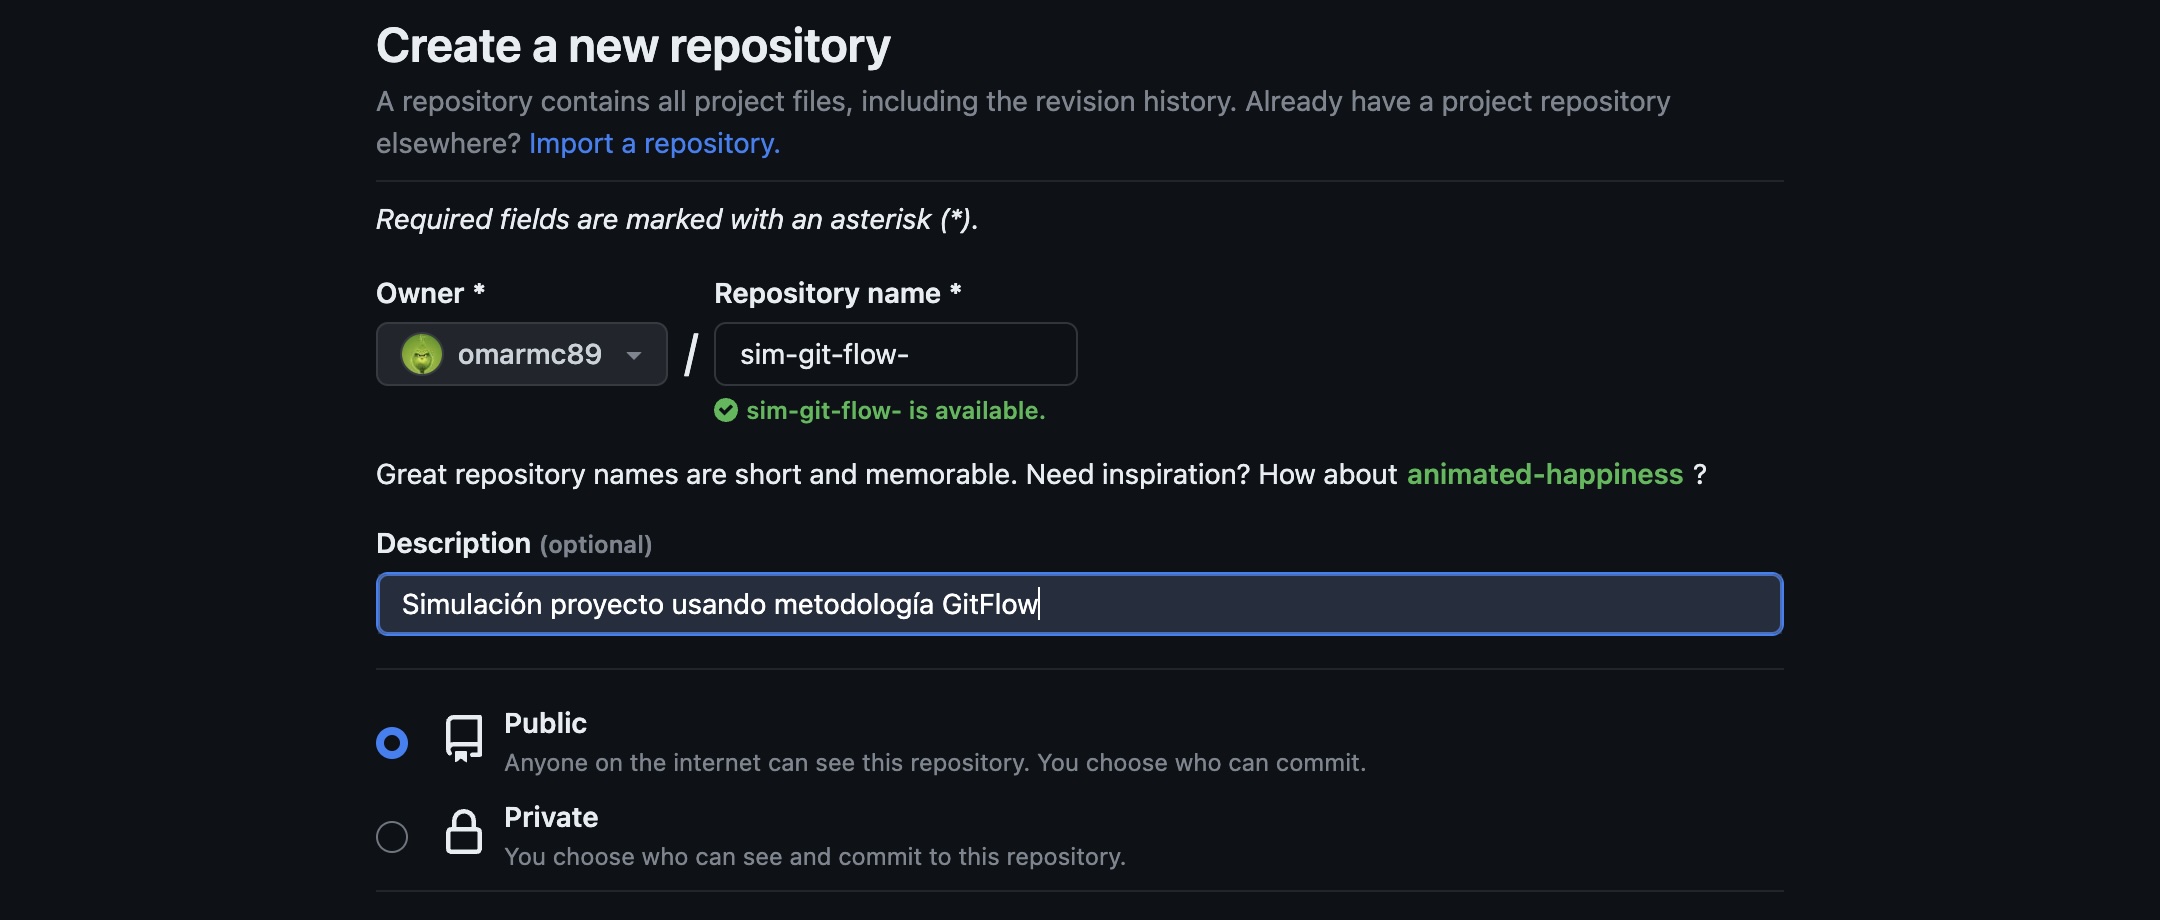 Create a new repository
A repository contains all project files, including the revision history. Already have a project repository
elsewhere? Import a repository.
Required fields are marked with an asterisk (*).
Owner *
Repository name *
omarmc89
/
sim-git-flow-
sim-git-flow- is available.
Great repository names are short and memorable. Need inspiration? How about animated-happiness ?
Description (optional)
Simulación proyecto usando metodología GitFlow
Public
Anyone on the internet can see this repository. You choose who can commit.
Private
You choose who can see and commit to this repository.